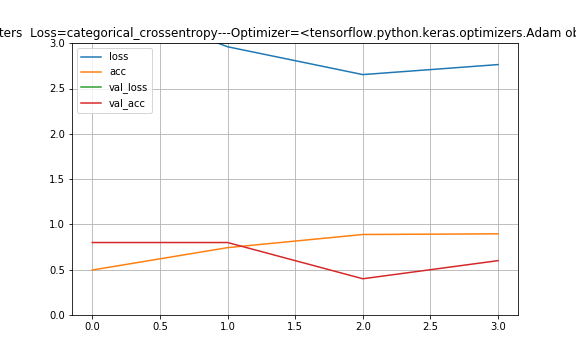 ters Loss=categorical_crossentropy---Optimizer=<tensorflow.python.keras.optimizers.Adam ob
3.0
2.5
2.0
1.5
1.0
0.5
0.0
loss
acc
val_loss
val_acc
0.0 0.5 1.0 1.5 2.0 2.5 3.0